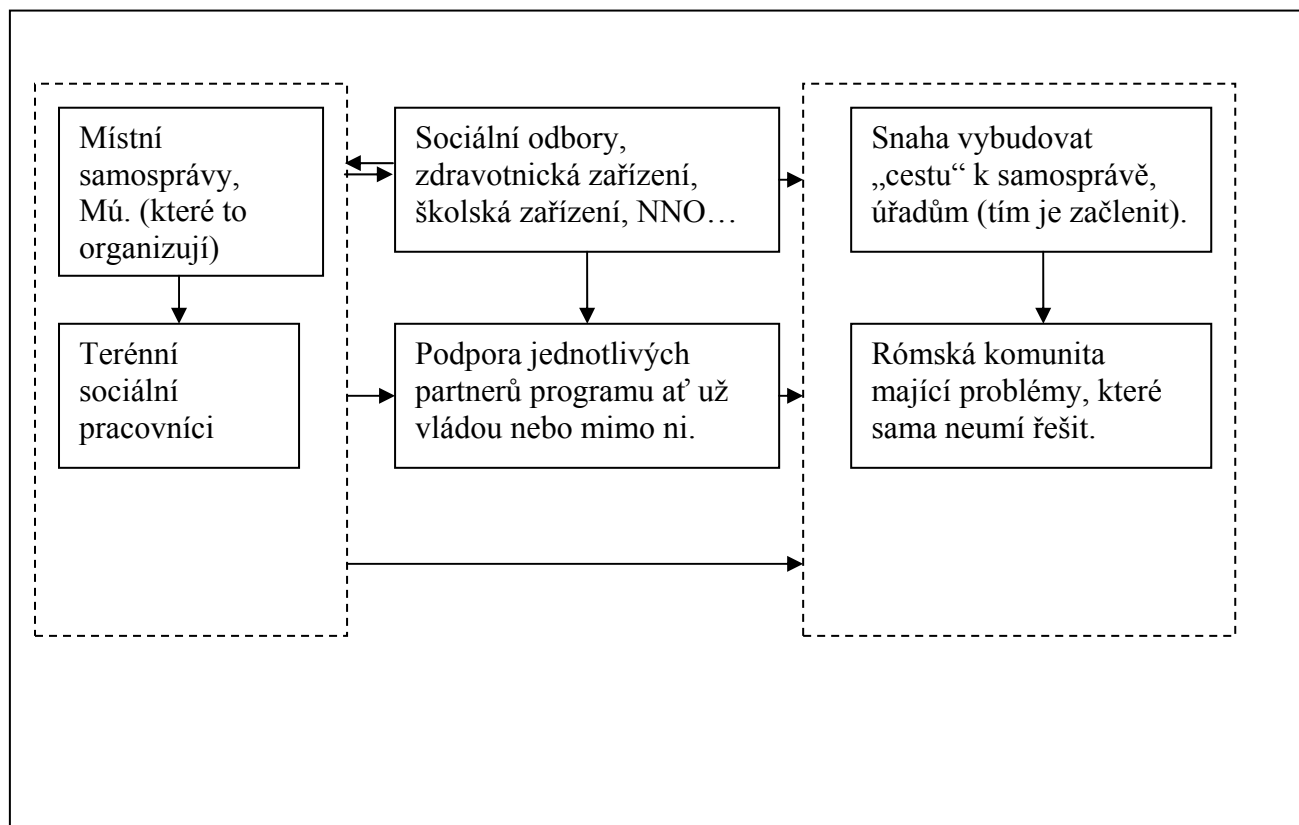 Místní
samosprávy,
Mú. (které to
organizují)
Sociální odbory,
zdravotnická zařízení,
školská zařízení, NNO…
Snaha vybudovat
„cestu“ k samosprávě,
úřadům (tím je začlenit).
Terénní
sociální
pracovníci
Podpora jednotlivých
partnerů programu ať už
vládou nebo mimo ni.
Rómská komunita
mající problémy, které
sama neumí řešit.